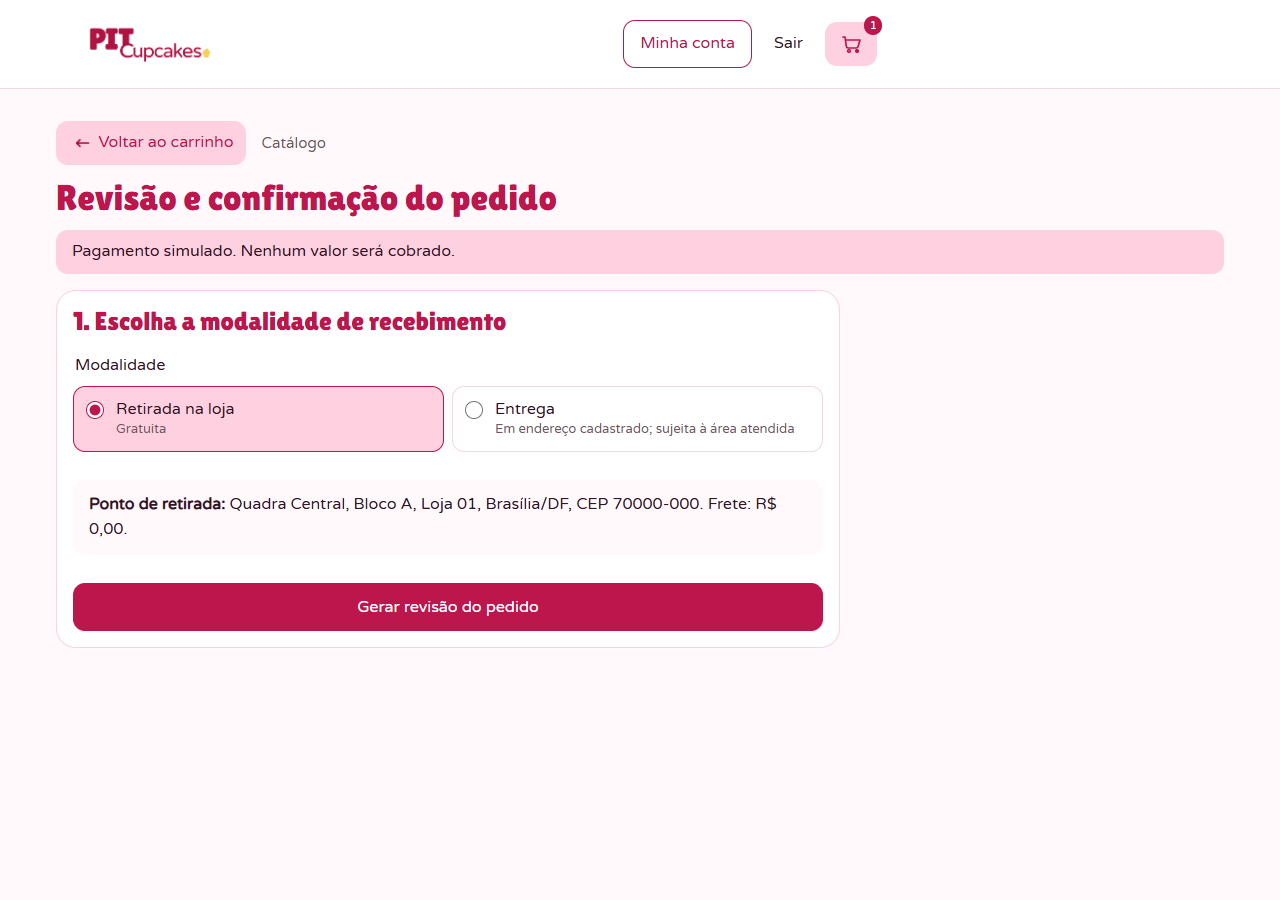 PIT Cupcakes
Minha conta
Sair
1
Voltar ao carrinho
Catálogo
Revisão e confirmação do pedido
Pagamento simulado. Nenhum valor será cobrado.
1. Escolha a modalidade de recebimento
Modalidade
Retirada na loja
Gratuita
Entrega
Em endereço cadastrado; sujeita à área atendida
Ponto de retirada: Quadra Central, Bloco A, Loja 01, Brasília/DF, CEP 70000-000. Frete: R$
0,00.
Gerar revisão do pedido